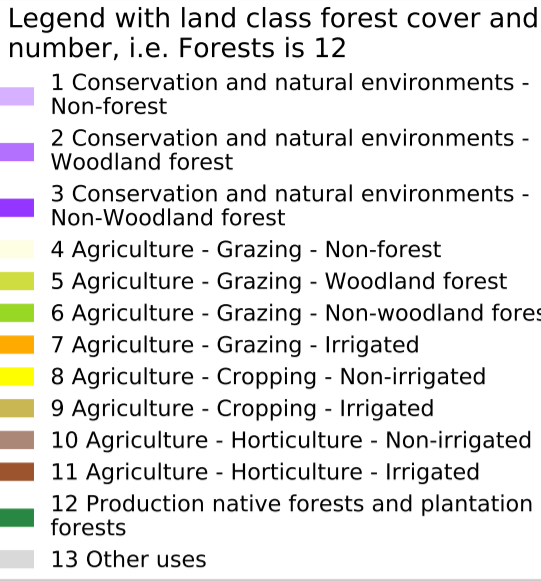 Legend with land class forest cover and
number, i.e. Forests is 12
1 Conservation and natural environments -
Non-forest
2 Conservation and natural environments -
Woodland forest
3 Conservation and natural environments -
Non-Woodland forest
4 Agriculture - Grazing - Non-forest
5 Agriculture - Grazing - Woodland forest
6 Agriculture - Grazing - Non-woodland fores
7 Agriculture - Grazing - Irrigated
8 Agriculture - Cropping - Non-irrigated
9 Agriculture - Cropping - Irrigated
10 Agriculture - Horticulture - Non-irrigated
11 Agriculture - Horticulture - Irrigated
12 Production native forests and plantation
forests
13 Other uses